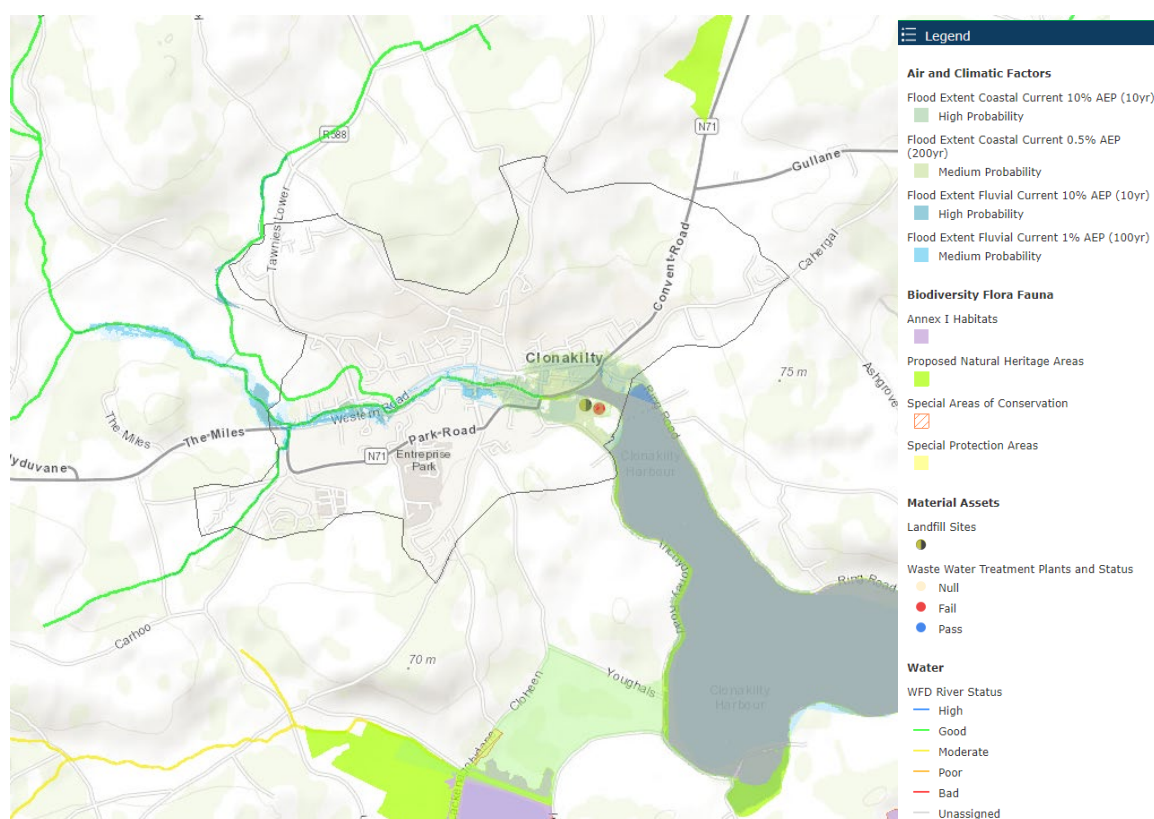 R588
N71
Gullane
Tawnies Lower
Convent-Road
Cahergal
Clonakilty
75 m
Ring Road
Ashgrove
Western Road
The Miles
The Miles
Park-Road
N71
Entreprise
Park
Clonakilty
Harbour
Ring Road
Carhoo
70 m
Youghals
Cloheen
Clonakilty
Harbour
Legend
Air and Climatic Factors
Flood Extent Coastal Current 10% AEP (10yr)
High Probability
Flood Extent Coastal Current 0.5% AEP
(200yr)
Medium Probability
Flood Extent Fluvial Current 10% AEP (10yr)
High Probability
Flood Extent Fluvial Current 1% AEP (100yr)
Medium Probability
Biodiversity Flora Fauna
Annex I Habitats
Proposed Natural Heritage Areas
Special Areas of Conservation
Special Protection Areas
Material Assets
Landfill Sites
Waste Water Treatment Plants and Status
Null
Fail
Pass
Water
WFD River Status
High
Good
Moderate
Poor
Bad
Unassigned